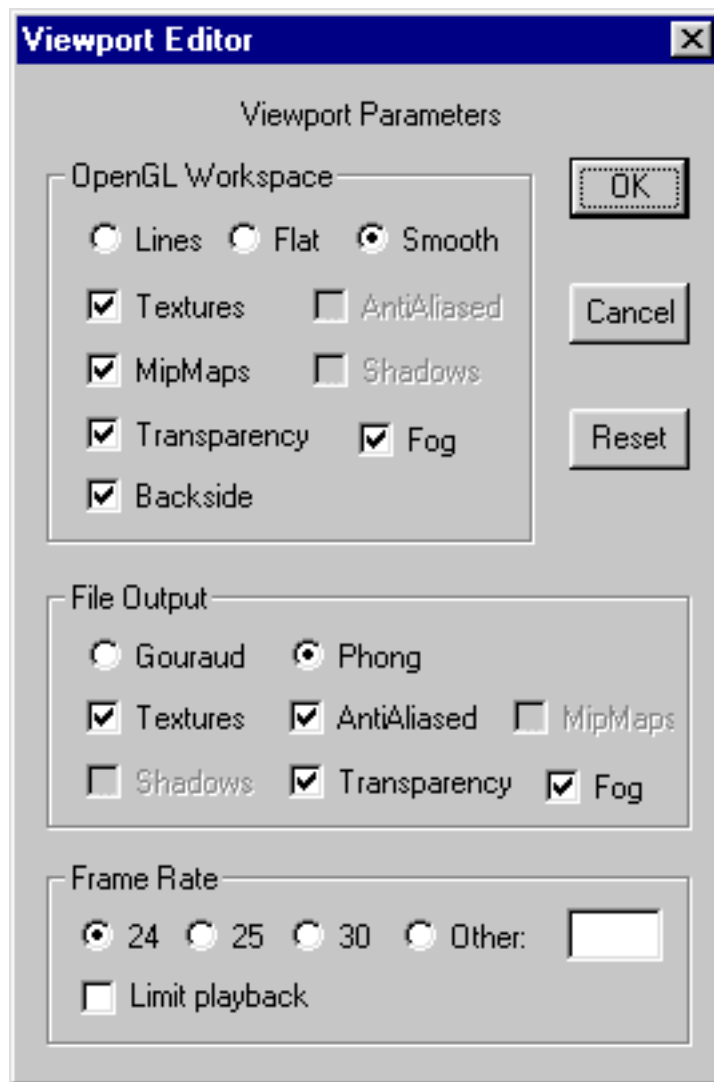 Viewport Editor
Viewport Parameters
OpenGL Workspace
OK
Lines Flat Smooth
Textures AntiAliased
Cancel
MipMaps Shadows
Transparency Fog
Reset
Backside
File Output
Gouraud Phong
Textures AntiAliased MipMaps
Shadows Transparency Fog
Frame Rate
24 25 30 Other:
Limit playback